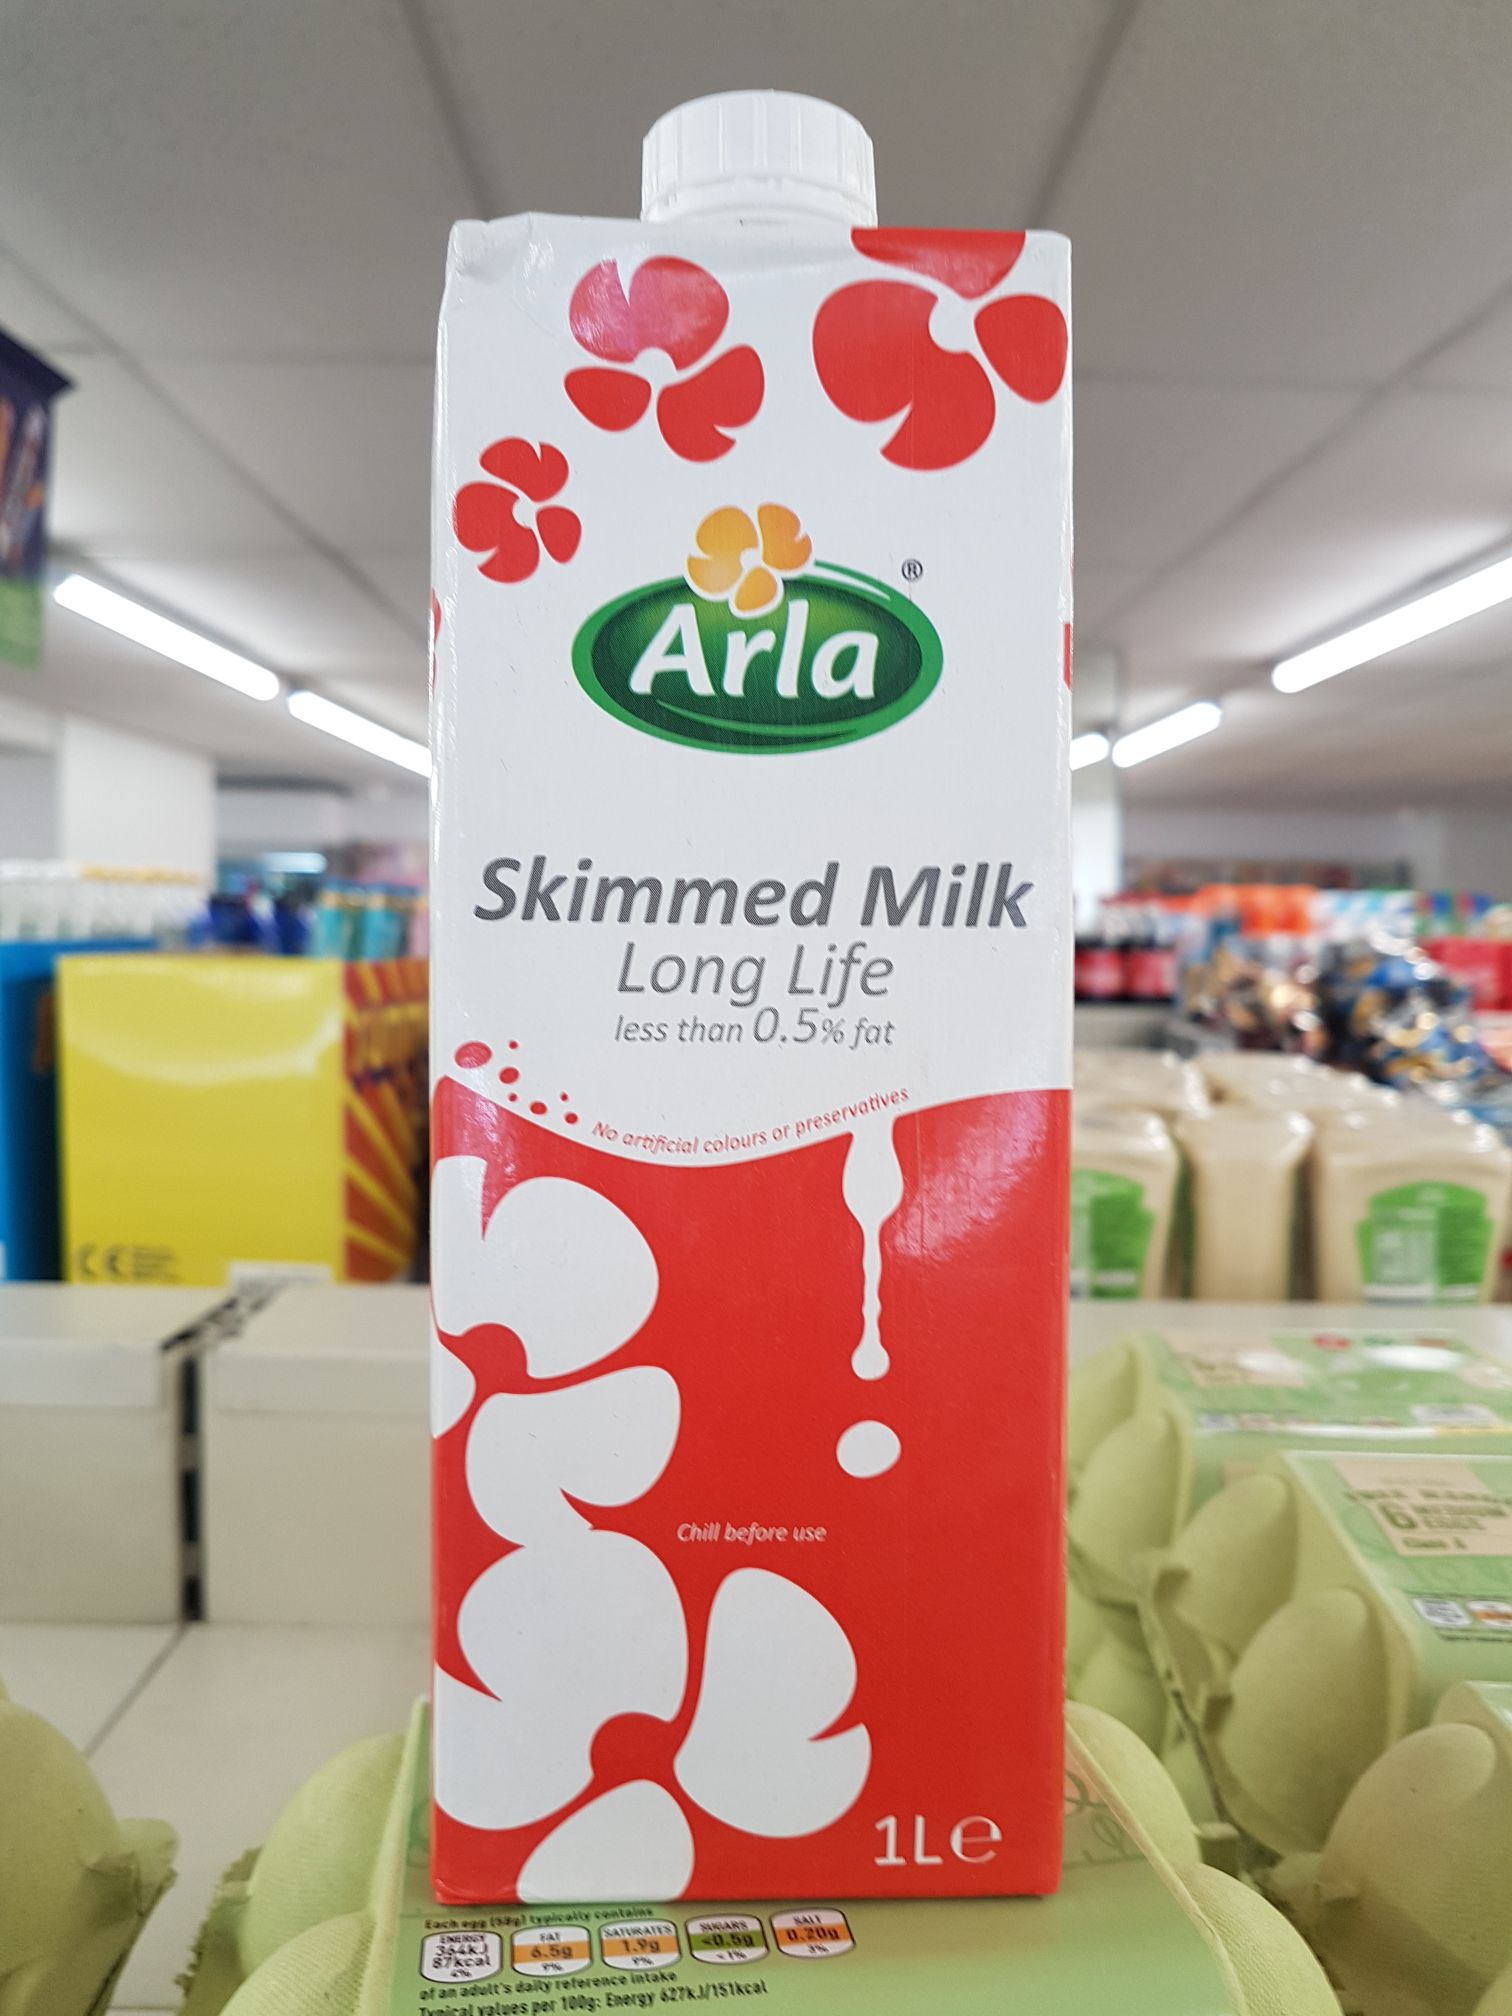 ®
Arla
Skimmed Milk
Long Life
less than 0.5% fat
No artificial colours or preservatives
Chill before use
1L℮
CE
6
Each egg (58g) typically contains
ENERGY
364kJ
87kcal
4%
FAT
6.5g
9%
SATURATES
1.9g
9%
SUGARS
<0.5g
<1%
SALT
0.20g
3%
of an adult's daily reference intake
Typical values per 100g: Energy 627kJ/151kcal